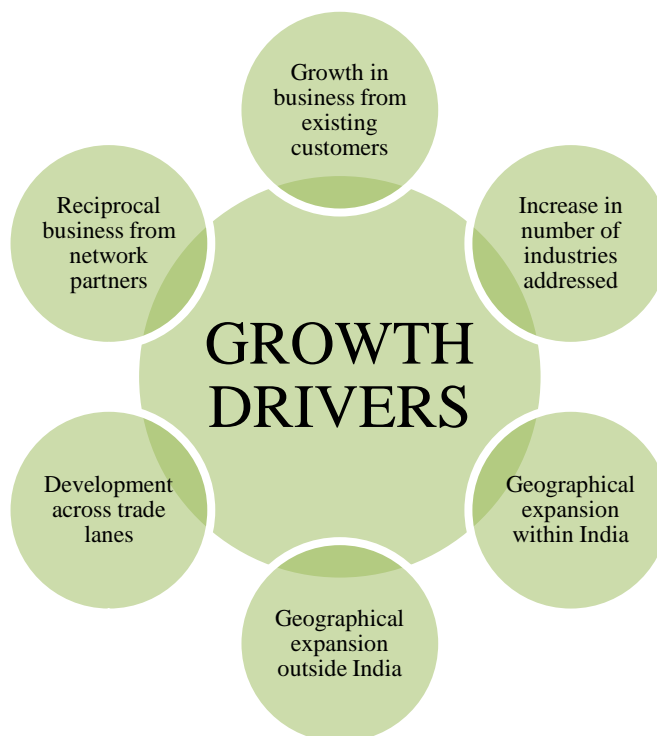 Growth in
business from
existing
customers
Increase in
number of
industries
addressed
Geographical
expansion
within India
Geographical
expansion
outside India
Development
across trade
lanes
Reciprocal
business from
network
partners
GROWTH
DRIVERS